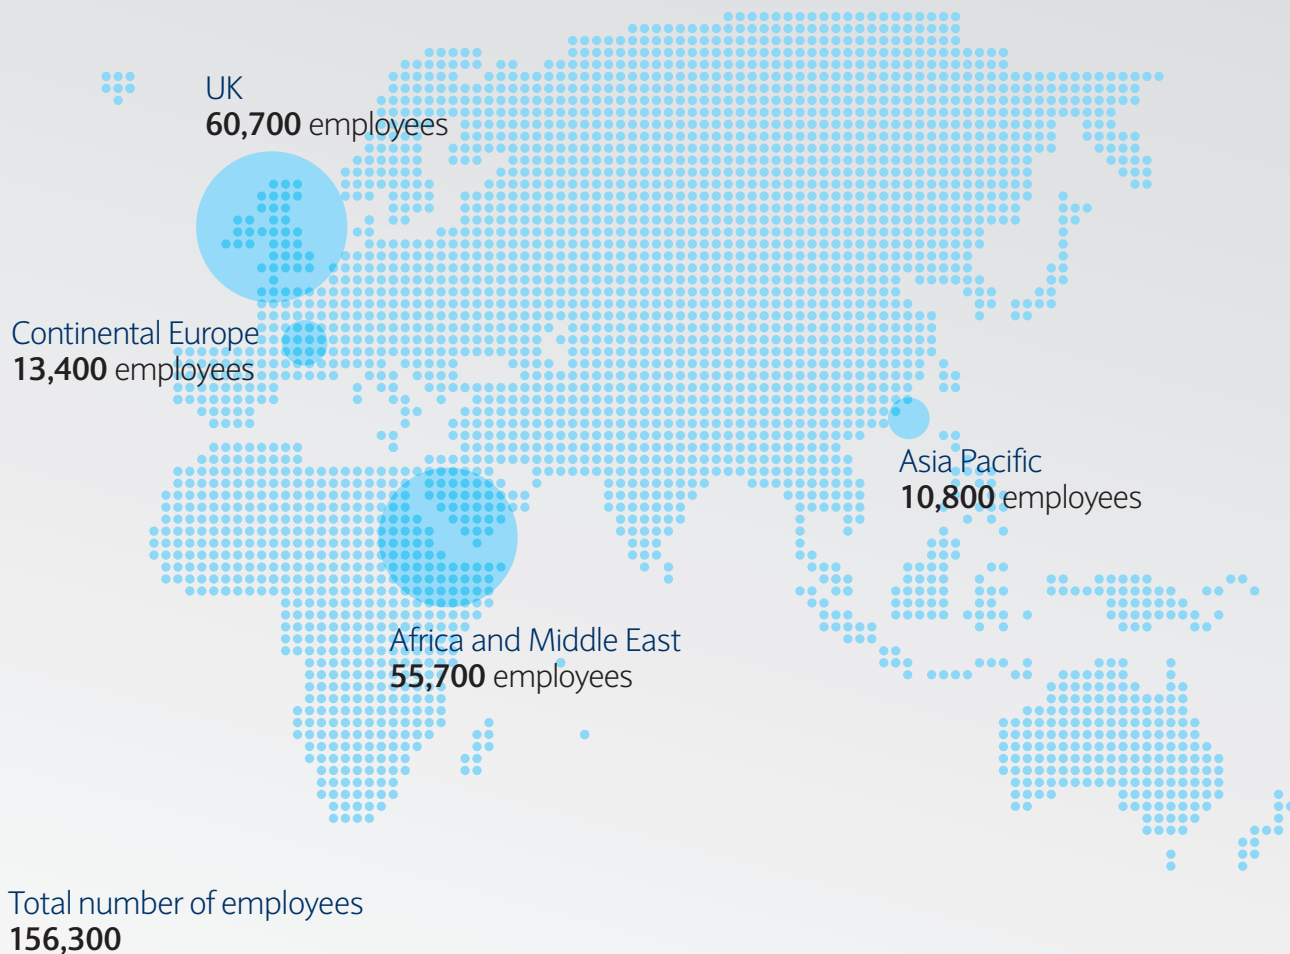 UK
60,700 employees
Continental Europe
13,400 employees
Asia Pacific
10,800 employees
Africa and Middle East
55,700 employees
Total number of employees
156,300